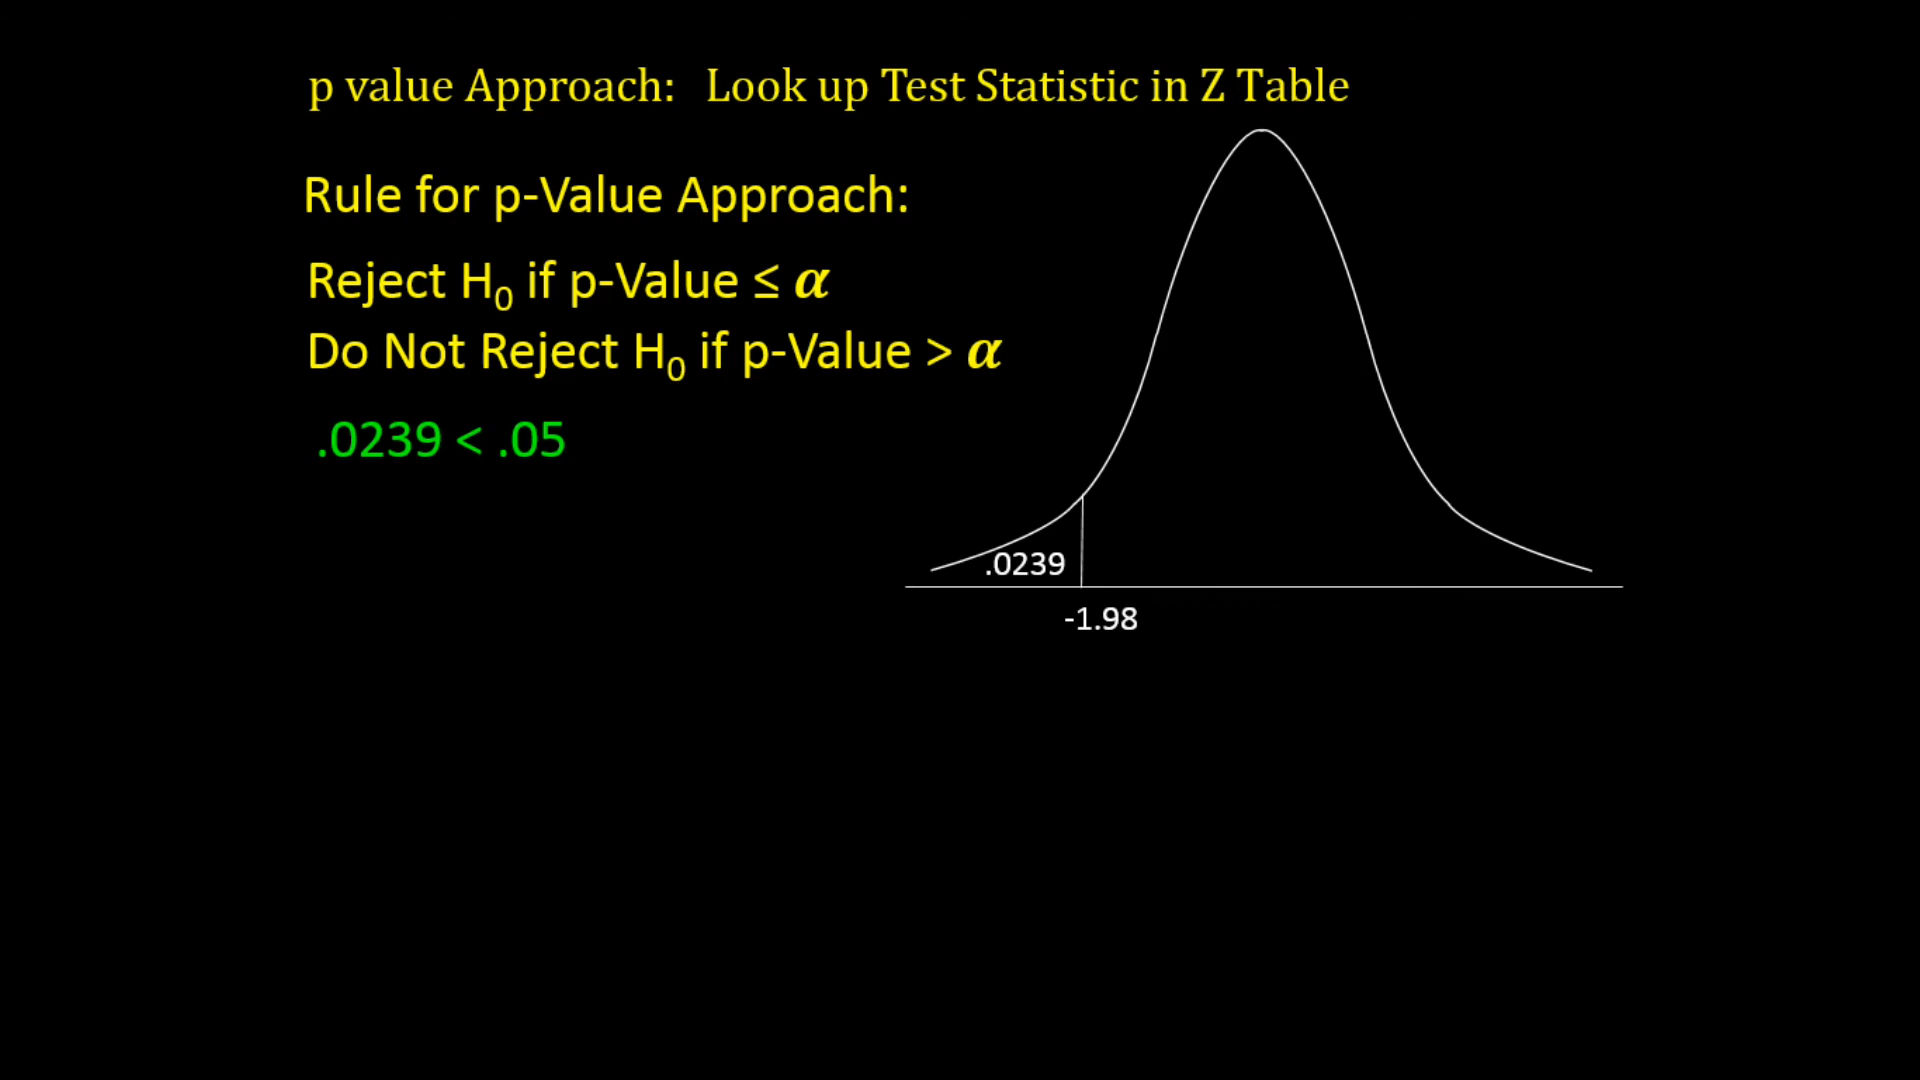 p value Approach: Look up Test Statistic in Z Table
Rule for p-Value Approach:
Reject H₀ if p-Value ≤ α
Do Not Reject H₀ if p-Value > α
.0239 < .05
.0239
-1.98